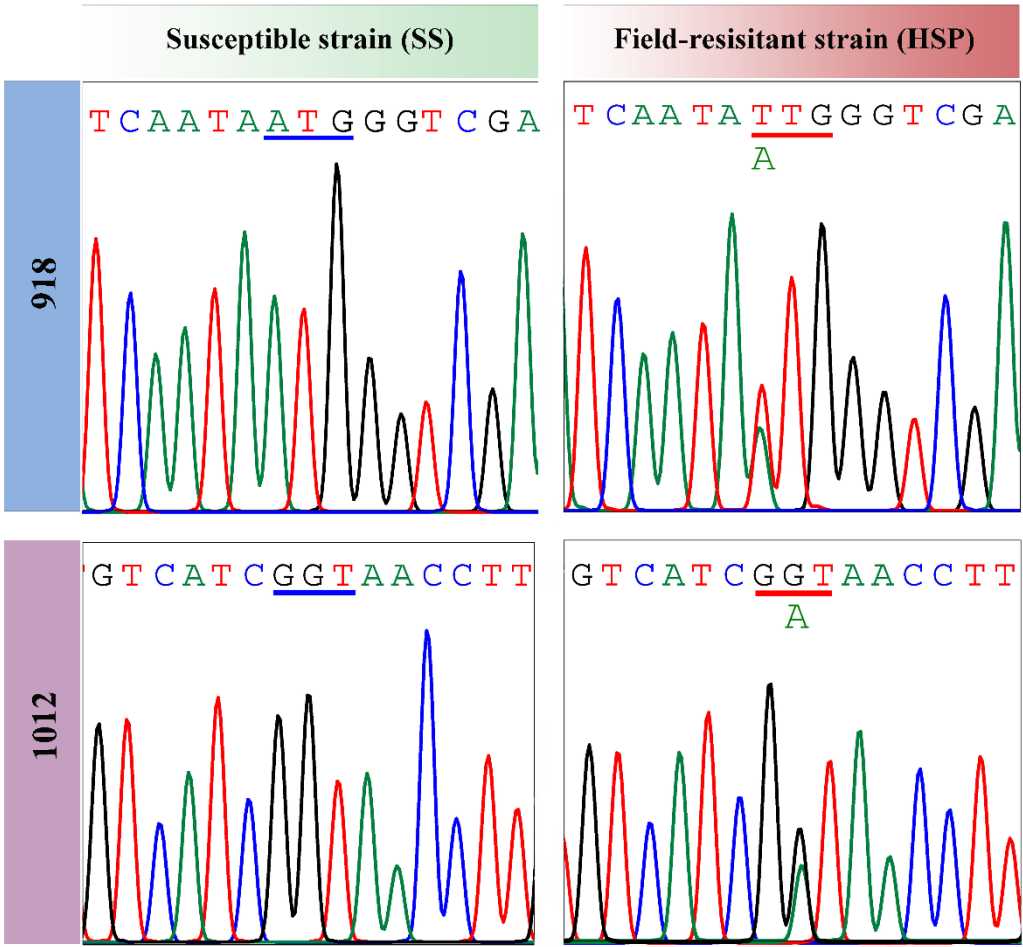 Susceptible strain (SS)
Field-resisitant strain (HSP)
918
TCAATAATGGGTCGA
TCAATATTGGGTCGA
A
1012
GTCATCGGTAACCTT
GTCATCGGTAACCTT
A